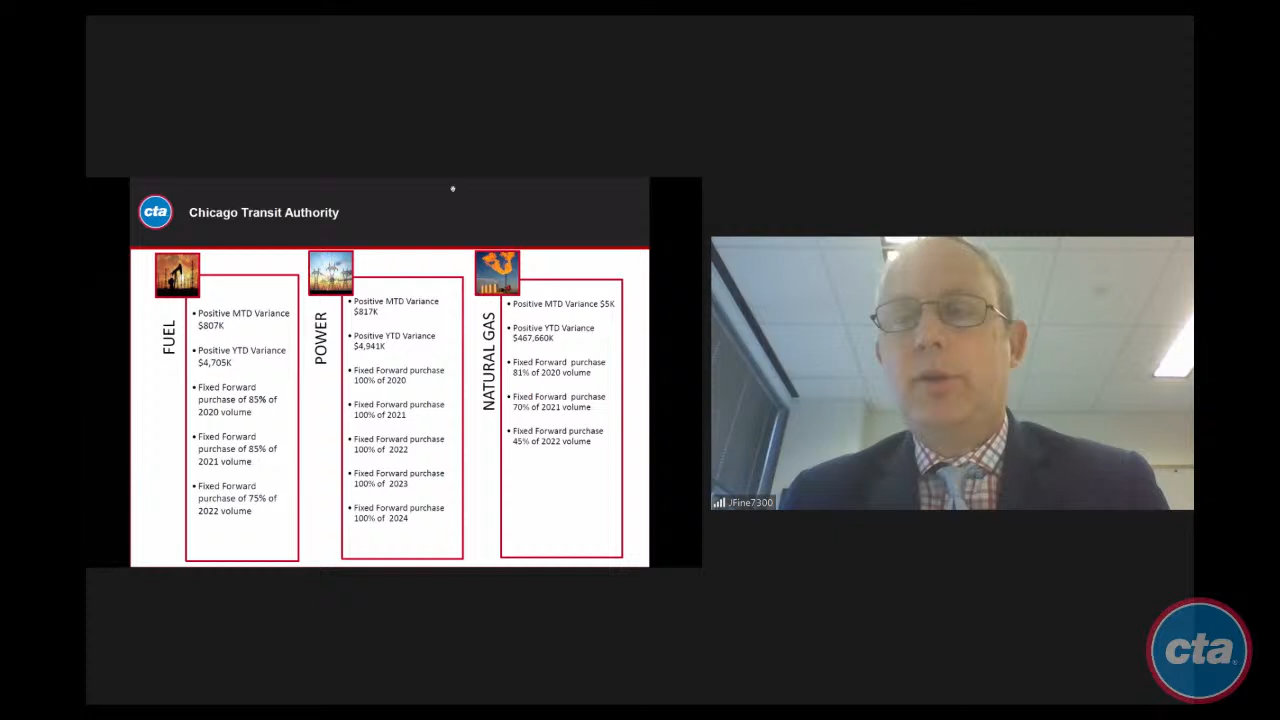 cta
Chicago Transit Authority
FUEL
• Positive MTD Variance
$807K
• Positive YTD Variance
$4,705K
• Fixed Forward
purchase of 85% of
2020 volume
• Fixed Forward
purchase of 85% of
2021 volume
• Fixed Forward
purchase of 75% of
2022 volume
POWER
• Positive MTD Variance
$817K
• Positive YTD Variance
$4,941K
• Fixed Forward purchase
100% of 2020
• Fixed Forward purchase
100% of 2021
• Fixed Forward purchase
100% of 2022
• Fixed Forward purchase
100% of 2023
• Fixed Forward purchase
100% of 2024
NATURAL GAS
• Positive MTD Variance $5K
• Positive YTD Variance
$467,660K
• Fixed Forward purchase
81% of 2020 volume
• Fixed Forward purchase
70% of 2021 volume
• Fixed Forward purchase
45% of 2022 volume
JFine7300
cta